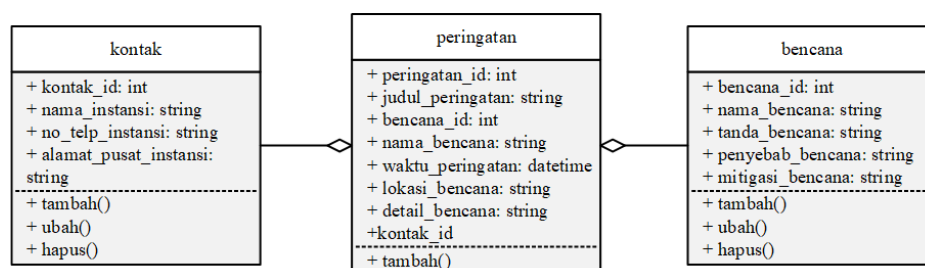 kontak
+ kontak_id: int
+ nama_instansi: string
+ no_telp_instansi: string
+ alamat_pusat_instansi:
string
+ tambah()
+ ubah()
+ hapus()
peringatan
+ peringatan_id: int
+ judul_peringatan: string
+ bencana_id: int
+ nama_bencana: string
+ waktu_peringatan: datetime
+ lokasi_bencana: string
+ detail_bencana: string
+kontak_id
+ tambah()
bencana
+ bencana_id: int
+ nama_bencana: string
+ tanda_bencana: string
+ penyebab_bencana: string
+ mitigasi_bencana: string
+ tambah()
+ ubah()
+ hapus()